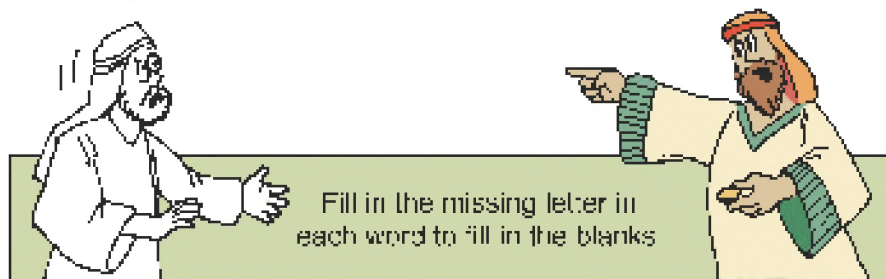 Fill in the missing letter in
each word to fill in the blanks